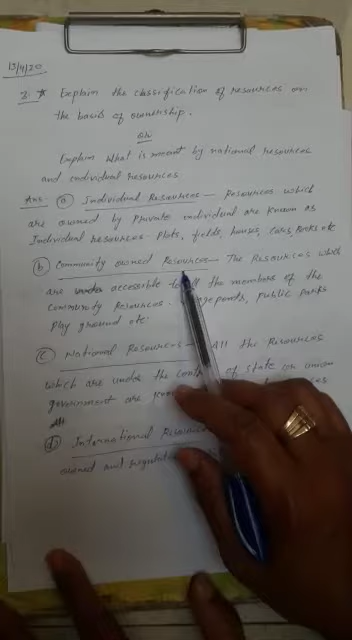 13/4/20
3. * Explain the classification of resources on
the basis of ownership.
OR
Explain What is meant by national resources
and individual resources
Ans: (a) Individual Resources — Resources which
are owned by Private individual are known as
Individual resources. Plots, fields, houses, Cars, Books etc
(b) Community owned Resources — The Resources which
are accessible to all the members of the
Community Resources. ponds, Public Parks
Play ground etc.
(c) National Resources — All the Resources
which are under the of state or union
government are
(d) International Resources
owned and regulated